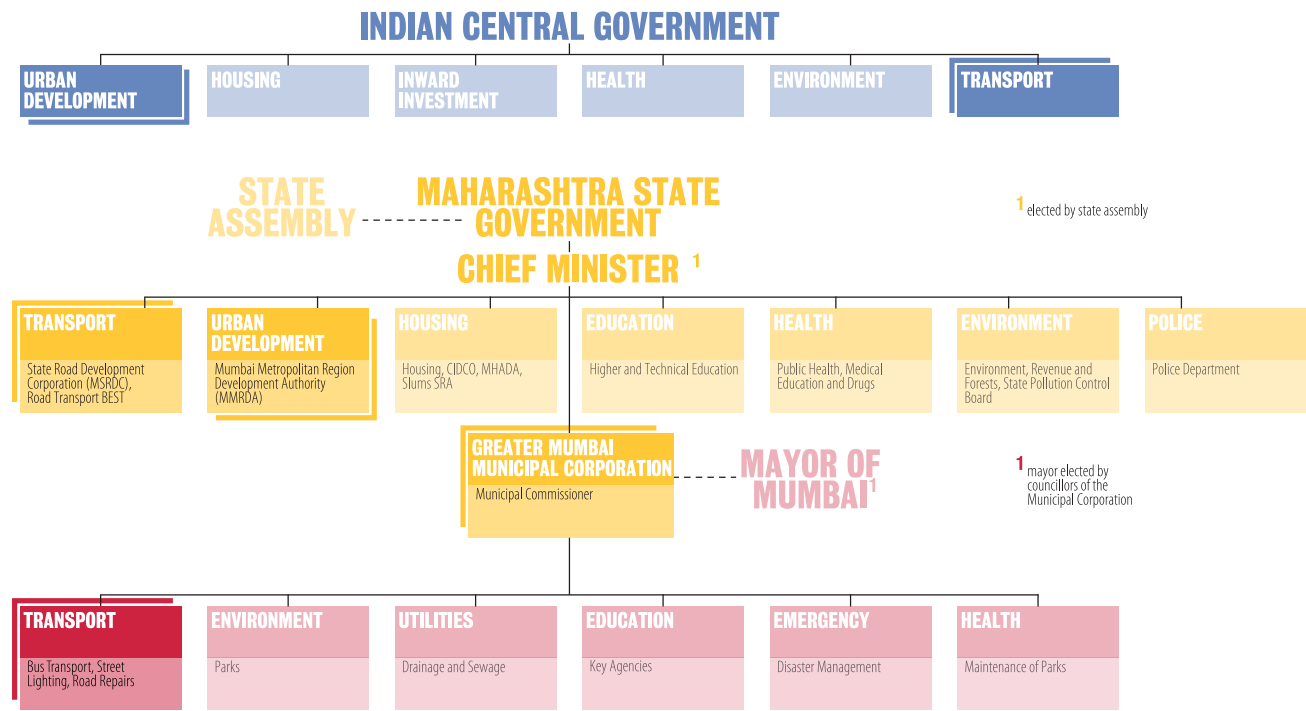 INDIAN CENTRAL GOVERNMENT
URBAN
DEVELOPMENT
HOUSING
INWARD
INVESTMENT
HEALTH
ENVIRONMENT
TRANSPORT
STATE
ASSEMBLY
MAHARASHTRA STATE
GOVERNMENT
1 elected by state assembly
CHIEF MINISTER 1
TRANSPORT
State Road Development
Corporation (MSRDC),
Road Transport BEST
URBAN
DEVELOPMENT
Mumbai Metropolitan Region
Development Authority
(MMRDA)
HOUSING
Housing, CIDCO, MHADA,
Slums SRA
EDUCATION
Higher and Technical Education
HEALTH
Public Health, Medical
Education and Drugs
ENVIRONMENT
Environment, Revenue and
Forests, State Pollution Control
Board
POLICE
Police Department
GREATER MUMBAI
MUNICIPAL CORPORATION
Municipal Commissioner
MAYOR OF
MUMBAI1
1 mayor elected by
councillors of the
Municipal Corporation
TRANSPORT
Bus Transport, Street
Lighting, Road Repairs
ENVIRONMENT
Parks
UTILITIES
Drainage and Sewage
EDUCATION
Key Agencies
EMERGENCY
Disaster Management
HEALTH
Maintenance of Parks